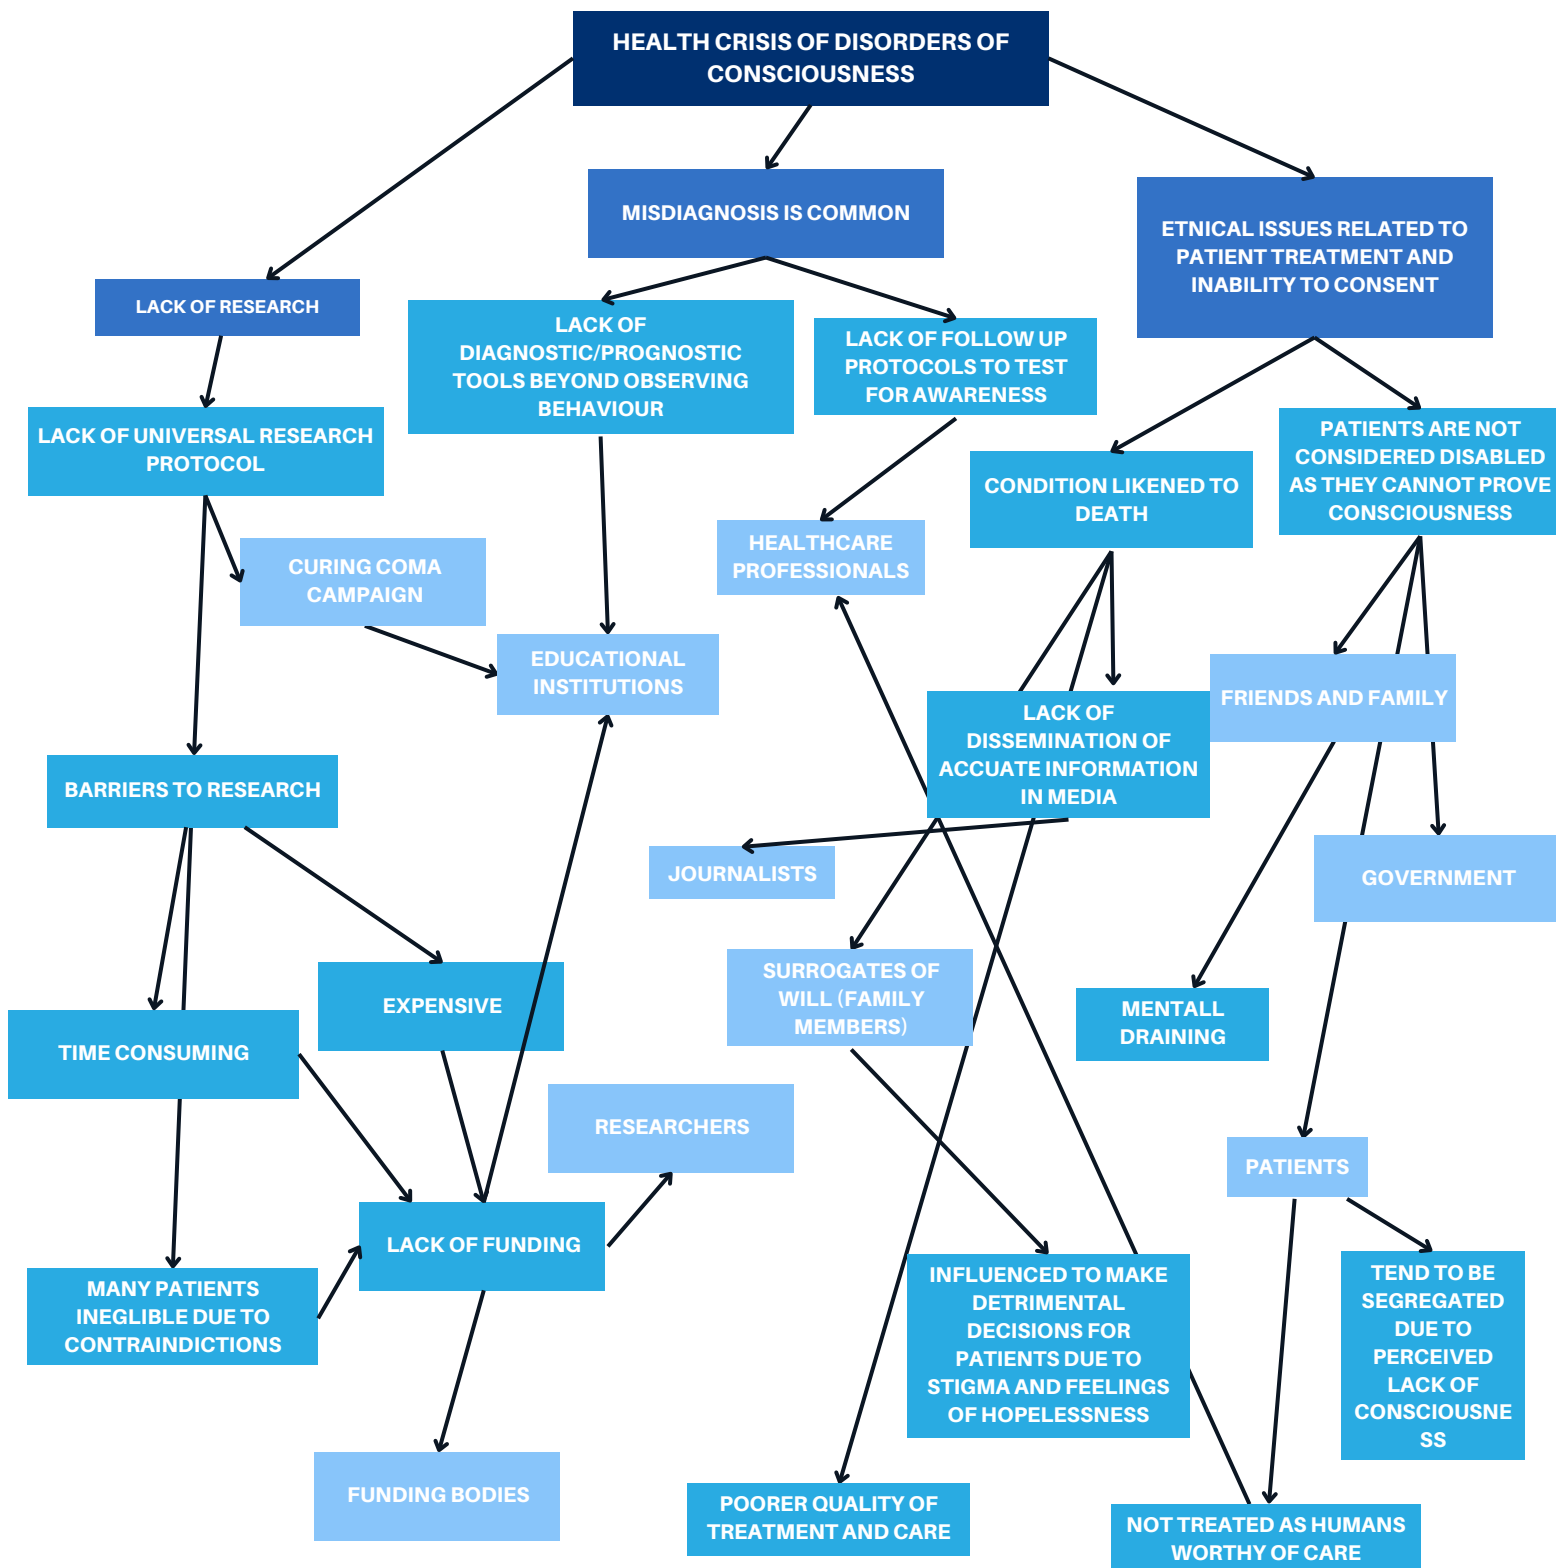 HEALTH CRISIS OF DISORDERS OF
CONSCIOUSNESS
MISDIAGNOSIS IS COMMON
ETNICAL ISSUES RELATED TO
PATIENT TREATMENT AND
INABILITY TO CONSENT
LACK OF RESEARCH
LACK OF
DIAGNOSTIC/PROGNOSTIC
TOOLS BEYOND OBSERVING
BEHAVIOUR
LACK OF FOLLOW UP
PROTOCOLS TO TEST
FOR AWARENESS
LACK OF UNIVERSAL RESEARCH
PROTOCOL
PATIENTS ARE NOT
CONSIDERED DISABLED
AS THEY CANNOT PROVE
CONSCIOUSNESS
CONDITION LIKENED TO
DEATH
HEALTHCARE
PROFESSIONALS
CURING COMA
CAMPAIGN
EDUCATIONAL
INSTITUTIONS
FRIENDS AND FAMILY
LACK OF
DISSEMINATION OF
ACCUATE INFORMATION
IN MEDIA
BARRIERS TO RESEARCH
JOURNALISTS
GOVERNMENT
SURROGATES OF
WILL (FAMILY
MEMBERS)
EXPENSIVE
MENTALL
DRAINING
TIME CONSUMING
RESEARCHERS
PATIENTS
LACK OF FUNDING
MANY PATIENTS
INEGLIBLE DUE TO
CONTRAINDICTIONS
INFLUENCED TO MAKE
DETRIMENTAL
DECISIONS FOR
PATIENTS DUE TO
STIGMA AND FEELINGS
OF HOPELESSNESS
TEND TO BE
SEGREGATED
DUE TO
PERCEIVED
LACK OF
CONSCIOUSNE
SS
FUNDING BODIES
POORER QUALITY OF
TREATMENT AND CARE
NOT TREATED AS HUMANS
WORTHY OF CARE